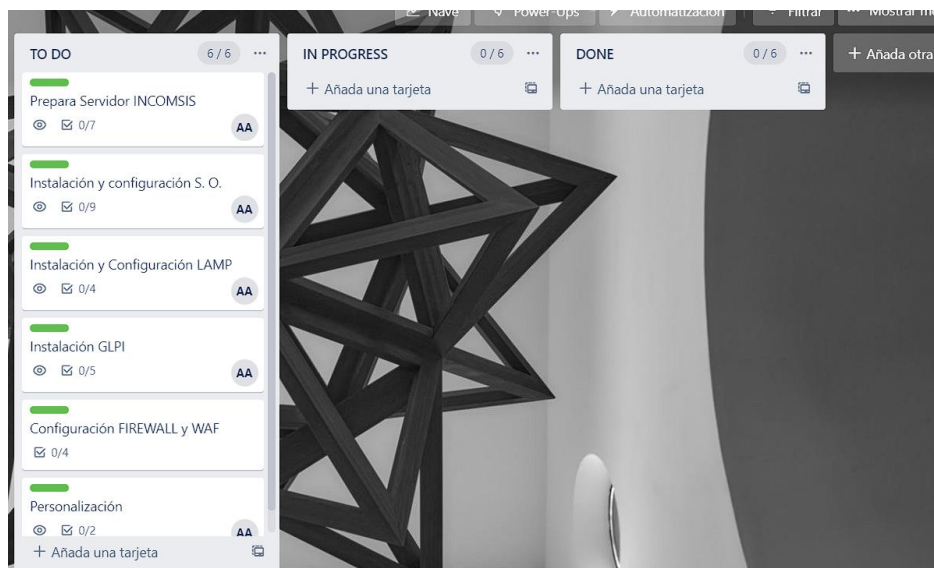 Nave Power-Ups Automatización Filtrar Mostrar
TO DO 6 / 6
Prepara Servidor INCOMSIS
0/7 AA
Instalación y configuración S. O.
0/9 AA
Instalación y Configuración LAMP
0/4 AA
Instalación GLPI
0/5 AA
Configuración FIREWALL y WAF
0/4
Personalización
0/2 AA
+ Añada una tarjeta
IN PROGRESS 0 / 6
+ Añada una tarjeta
DONE 0 / 6
+ Añada una tarjeta
+ Añada otra